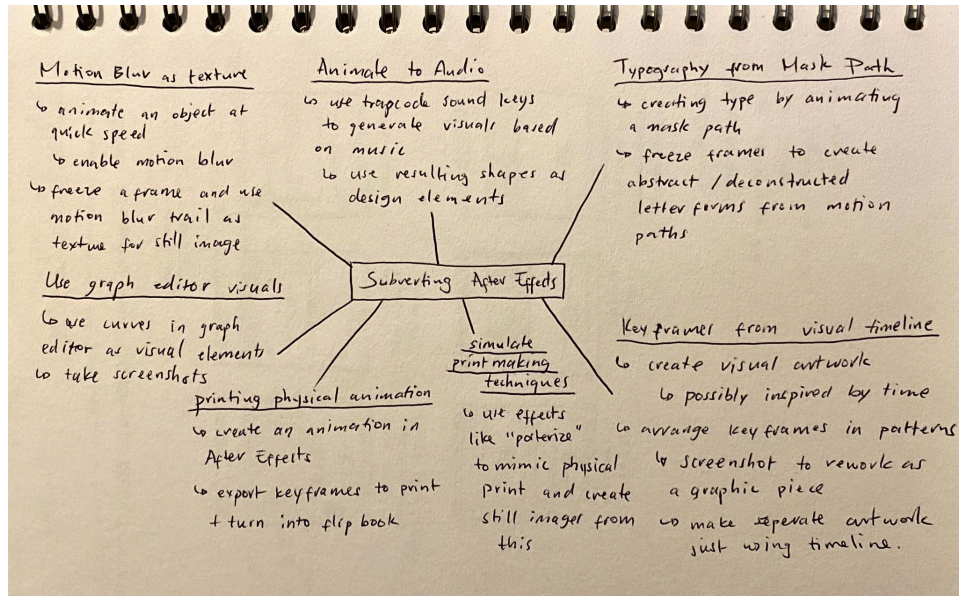 Motion Blur as texture
↳ animate an object at
quick speed
↳ enable motion blur
↳ freeze a frame and use
motion blur trail as
texture for still image
Animate to Audio
↳ use trapcode sound keys
to generate visuals based
on music
↳ use resulting shapes as
design elements
Typography from Mask Path
↳ creating type by animating
a mask path
↳ freeze frames to create
abstract / deconstructed
letter forms from motion
paths
Subverting After Effects
Use graph editor visuals
↳ use curves in graph
editor as visual elements
↳ take screenshots
printing physical animation
↳ create an animation in
After Effects
↳ export keyframes to print
+ turn into flip book
simulate
printmaking
techniques
↳ use effects
like "posterize"
to mimic physical
print and create
still images from
this
Key frames from visual timeline
↳ create visual artwork
↳ possibly inspired by time
↳ arrange key frames in patterns
↳ screenshot to rework as
a graphic piece
↳ make seperate artwork
just using timeline.